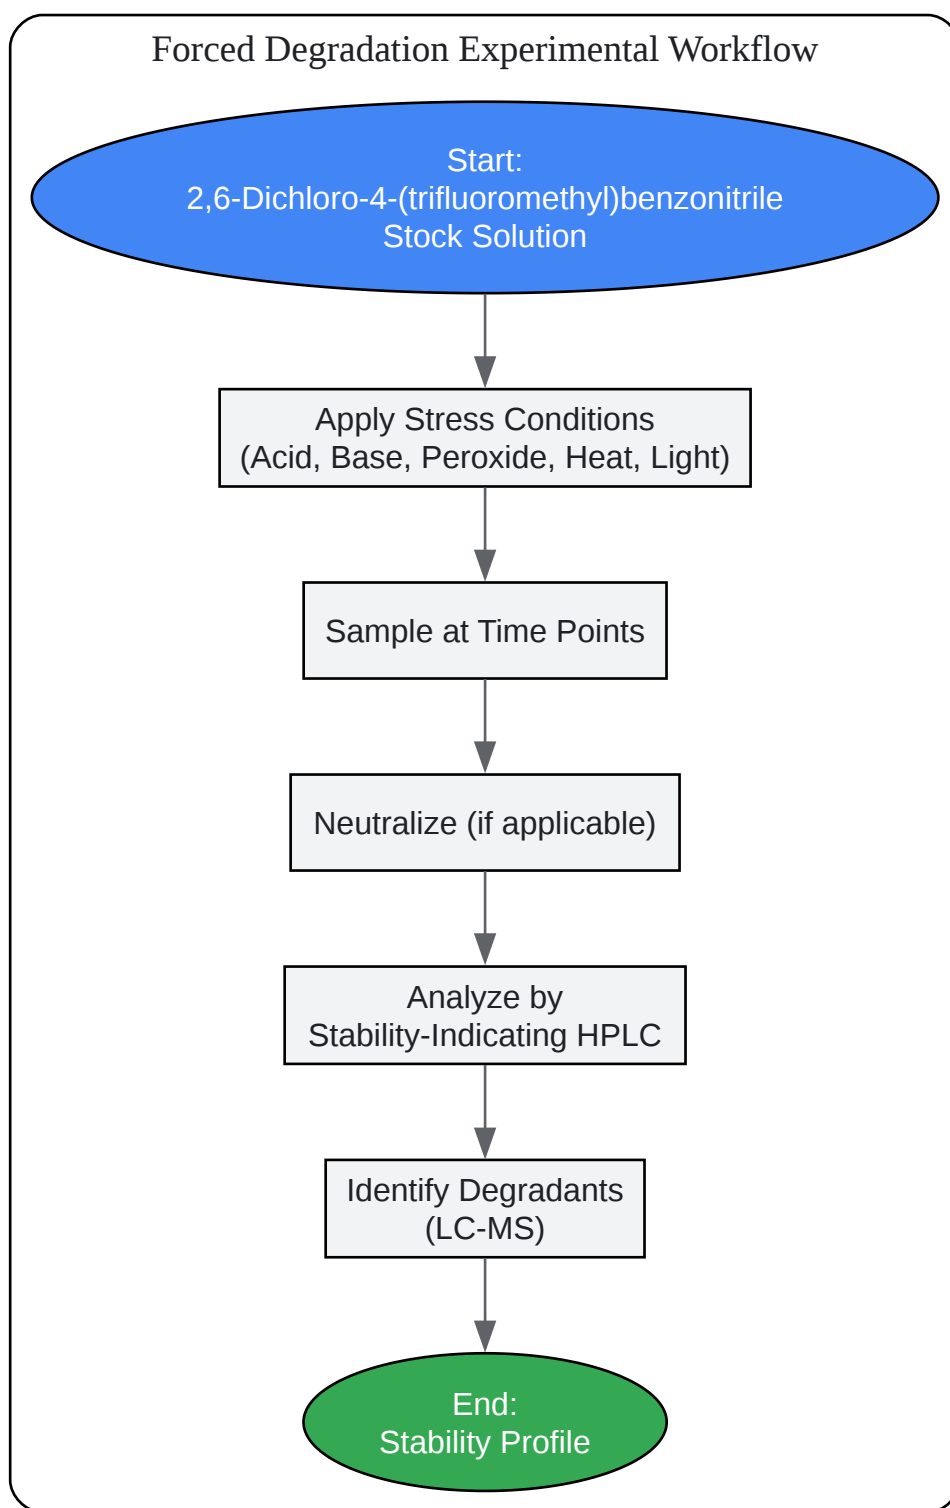 Forced Degradation Experimental Workflow
Start:
2,6-Dichloro-4-(trifluoromethyl)benzonitrile
Stock Solution
Apply Stress Conditions
(Acid, Base, Peroxide, Heat, Light)
Sample at Time Points
Neutralize (if applicable)
Analyze by
Stability-Indicating HPLC
Identify Degradants
(LC-MS)
End:
Stability Profile